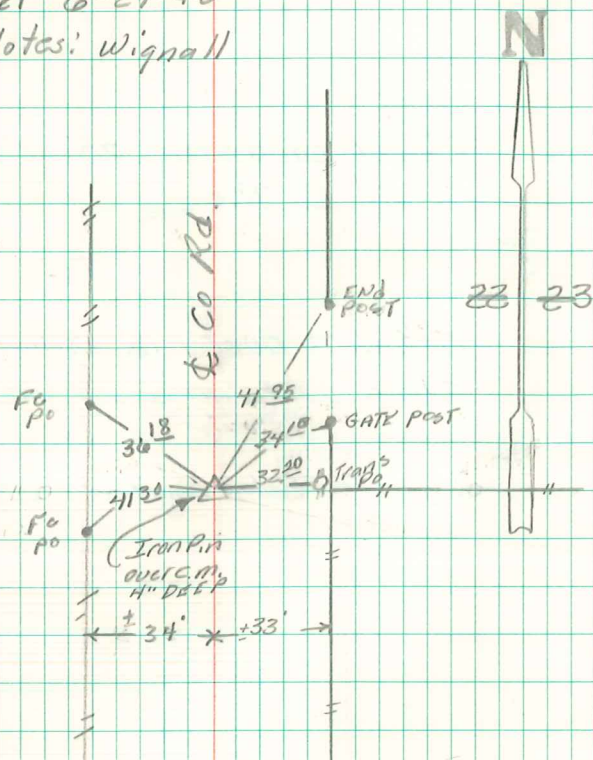 Notes: Wignall
N
℄ Co Rd.
End
Post
22 23
41 95
Fe
po
GATE POST
36 18
34 10
Trans
Po.
32 20
41 30
Fe
po
Iron Pin
over c.m.
4" DEEP
± 34' ±33'